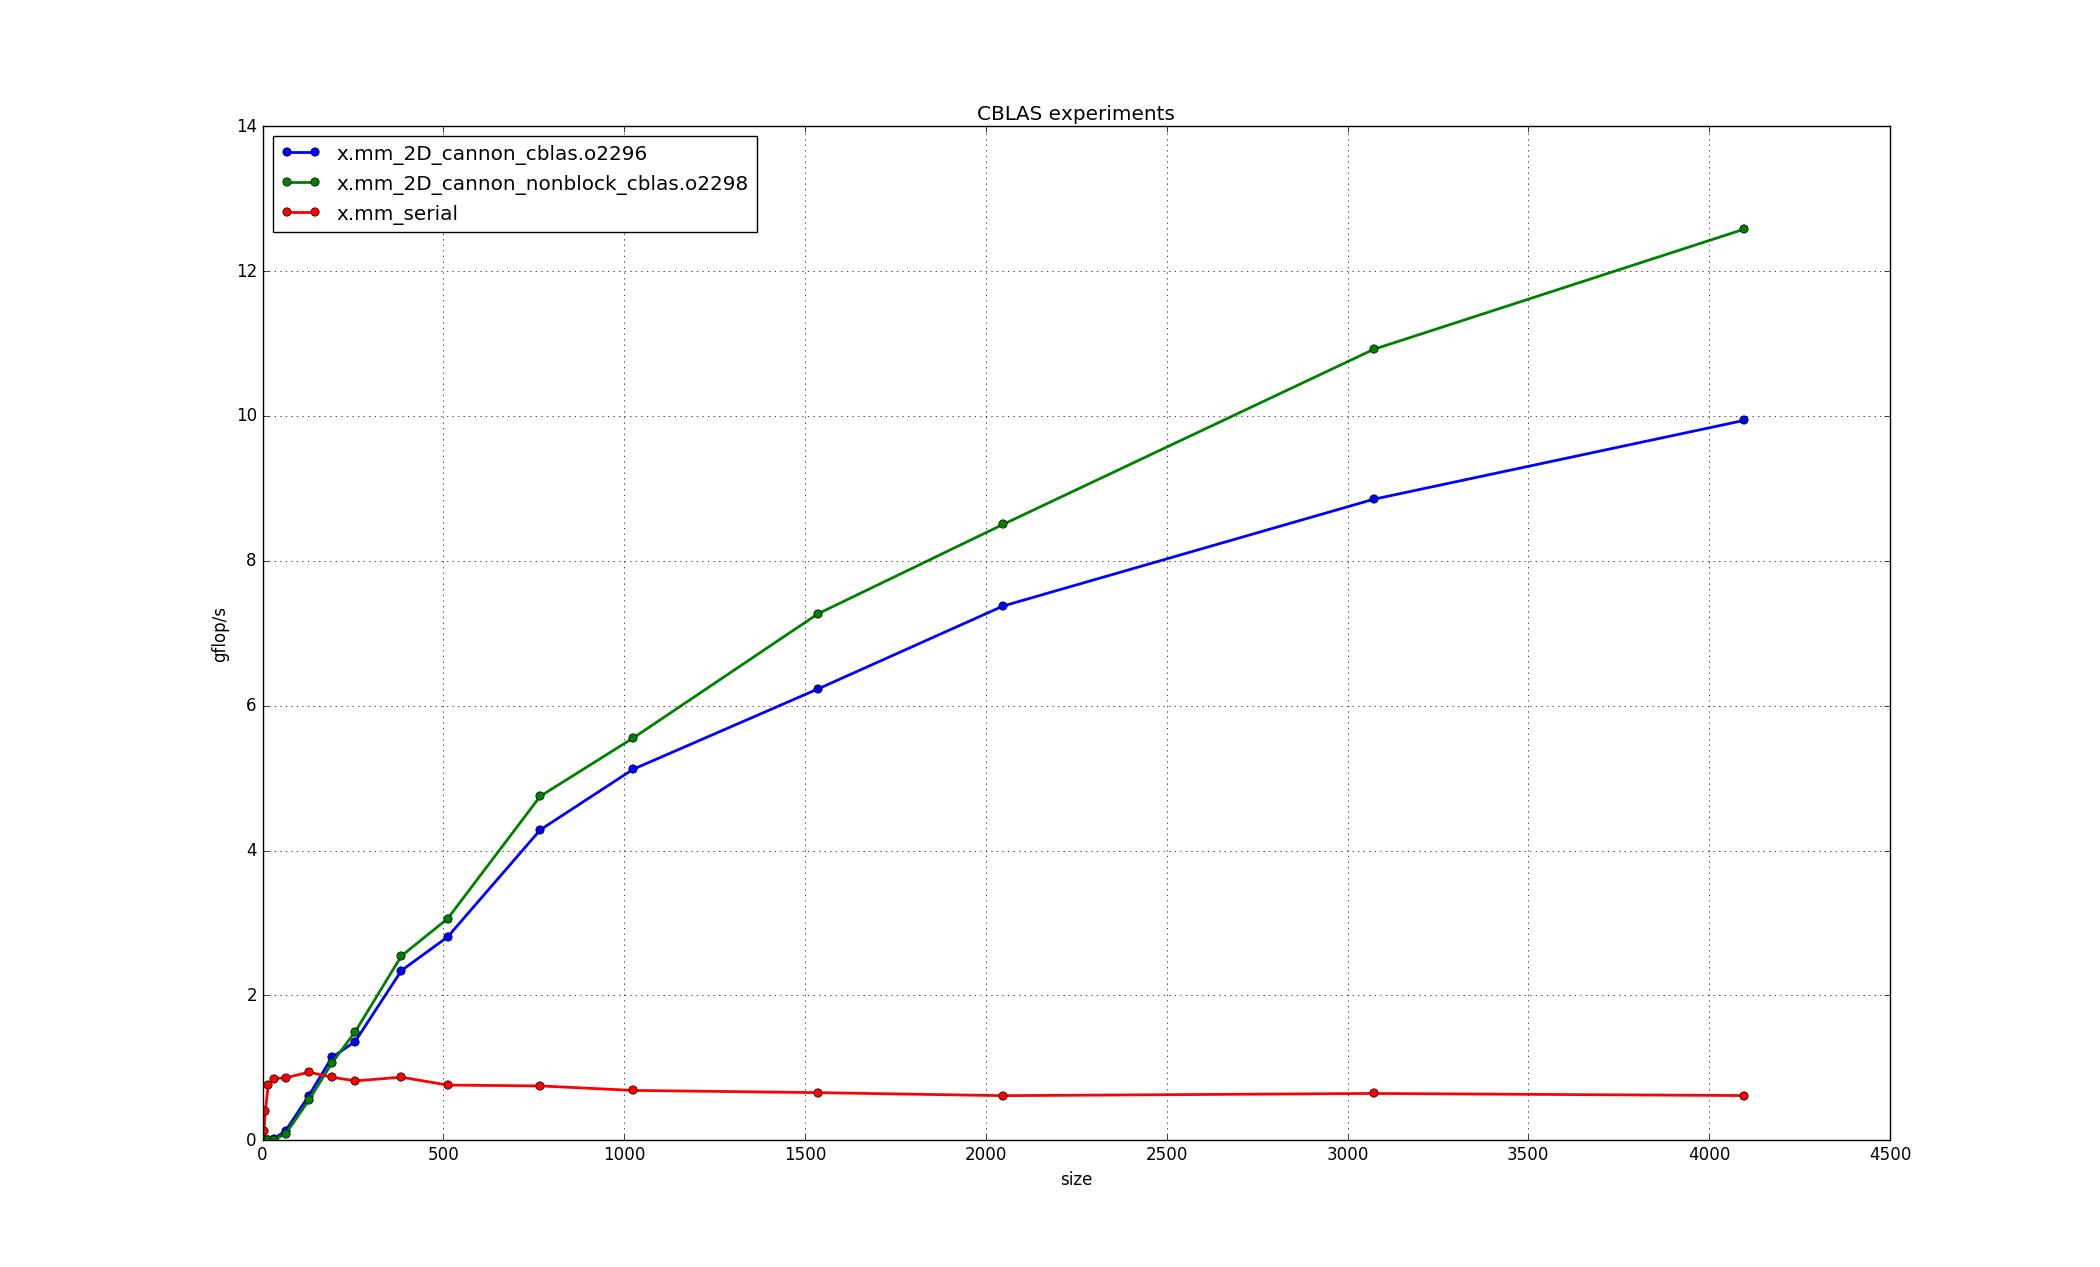 CBLAS experiments
x.mm_2D_cannon_cblas.o2296
x.mm_2D_cannon_nonblock_cblas.o2298
x.mm_serial
14
12
10
8
6
4
2
0
gflop/s
0 500 1000 1500 2000 2500 3000 3500 4000 4500
size